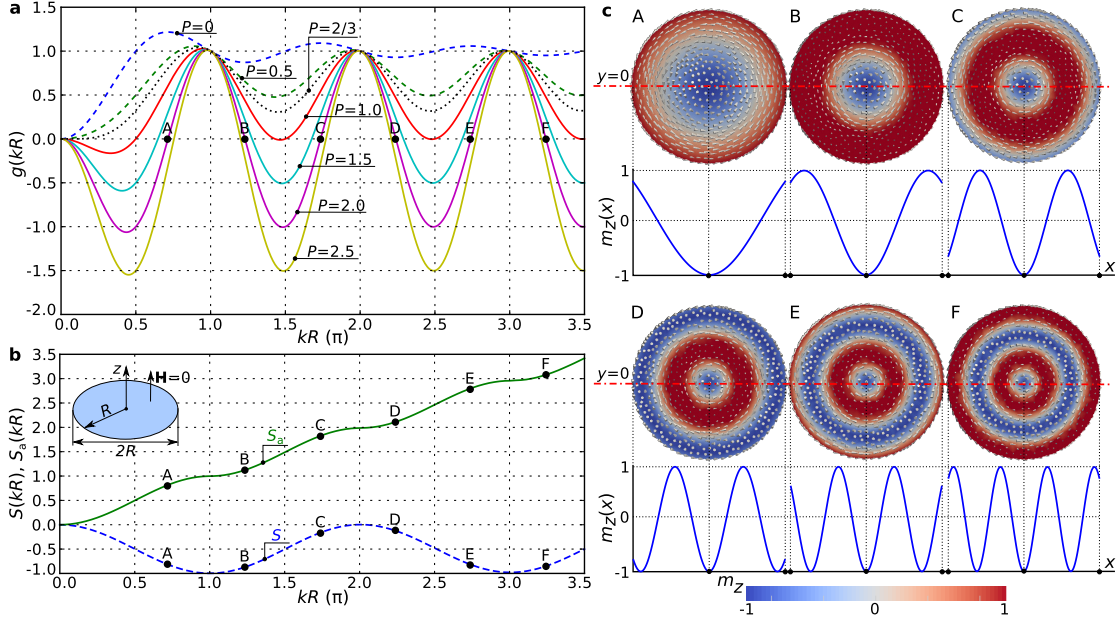 a
g(kR)
1.5
1.0
0.5
0.0
-0.5
-1.0
-1.5
-2.0
P=0
P=2/3
P=0.5
P=1.0
P=1.5
P=2.0
P=2.5
A B C D E F
0.0 0.5 1.0 1.5 2.0 2.5 3.0 3.5
kR (π)
b
S(kR), Sa(kR)
3.5
3.0
2.5
2.0
1.5
1.0
0.5
0.0
-0.5
-1.0
z
H=0
R
2R
Sa
S
A B C D E F
A B C D E F
0.0 0.5 1.0 1.5 2.0 2.5 3.0 3.5
kR (π)
c
A B C
y=0
mz(x)
1
0
-1
x
D E F
y=0
mz(x)
1
0
-1
x
mz
-1 0 1